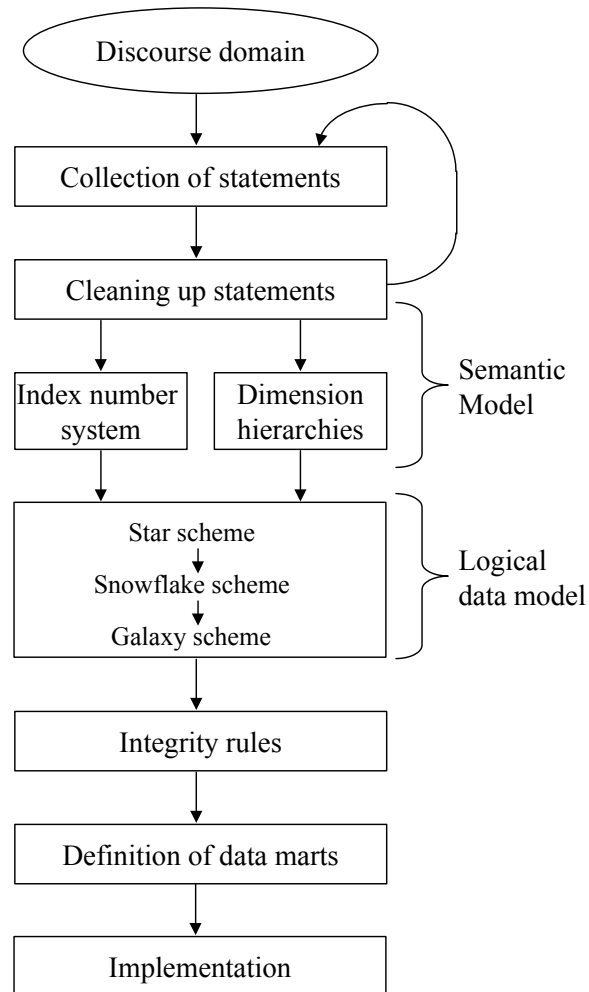 Discourse domain
Collection of statements
Cleaning up statements
Index number
system
Dimension
hierarchies
Semantic
Model
Star scheme
Snowflake scheme
Galaxy scheme
Logical
data model
Integrity rules
Definition of data marts
Implementation